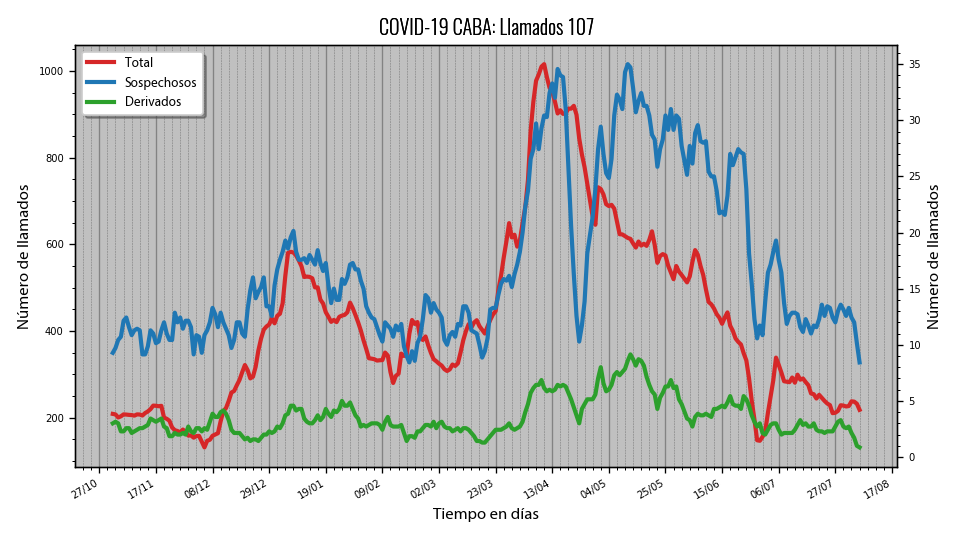 COVID-19 CABA: Llamados 107
Total
Sospechosos
Derivados
Número de llamados
1000
800
600
400
200
35
30
25
20
15
10
5
0
Número de llamados
27/10 17/11 08/12 29/12 19/01 09/02 02/03 23/03 13/04 04/05 25/05 15/06 06/07 27/07 17/08
Tiempo en días